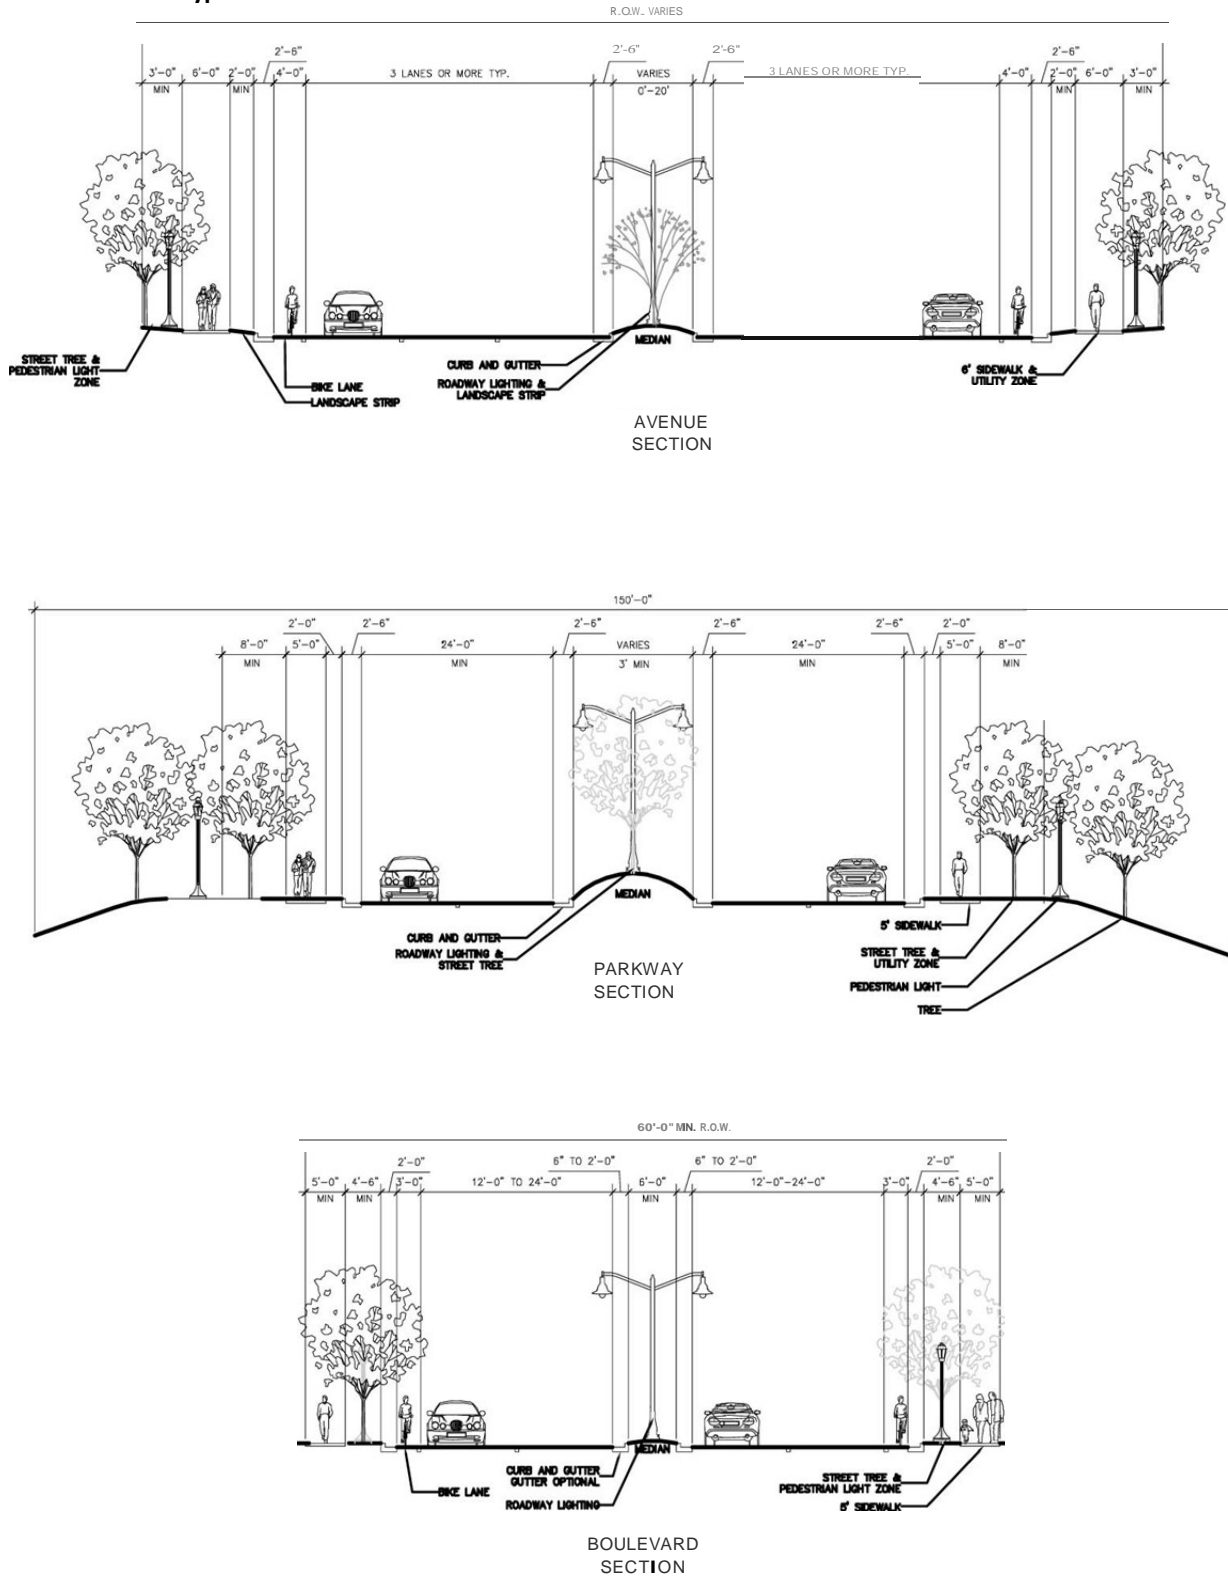 R.O.W. VARIES
2'-6" 2'-6" 2'-6" 2'-6"
3'-0" 6'-0" 2'-0" 4'-0" 3 LANES OR MORE TYP. VARIES 3 LANES OR MORE TYP. 4'-0" 2'-0" 6'-0" 3'-0"
MIN MIN 0'-20' MIN MIN
MEDIAN
STREET TREE &
PEDESTRIAN LIGHT
ZONE
BIKE LANE
LANDSCAPE STRIP
CURB AND GUTTER
ROADWAY LIGHTING &
LANDSCAPE STRIP
6' SIDEWALK &
UTILITY ZONE
AVENUE
SECTION
150'-0"
2'-0" 2'-6" 2'-6" 2'-6" 2'-6" 2'-0"
8'-0" 5'-0" 24'-0" VARIES 24'-0" 5'-0" 8'-0"
MIN MIN 3' MIN MIN MIN
MEDIAN
CURB AND GUTTER
ROADWAY LIGHTING &
STREET TREE
5' SIDEWALK
STREET TREE &
UTILITY ZONE
PEDESTRIAN LIGHT
TREE
PARKWAY
SECTION
60'-0" MIN. R.O.W.
2'-0" 6" TO 2'-0" 6" TO 2'-0" 2'-0"
5'-0" 4'-6" 3'-0" 12'-0" TO 24'-0" 6'-0" 12'-0"-24'-0" 3'-0" 4'-6" 5'-0"
MIN MIN MIN MIN MIN
MEDIAN
BIKE LANE
CURB AND GUTTER
GUTTER OPTIONAL
ROADWAY LIGHTING
STREET TREE &
PEDESTRIAN LIGHT ZONE
5' SIDEWALK
BOULEVARD
SECTION